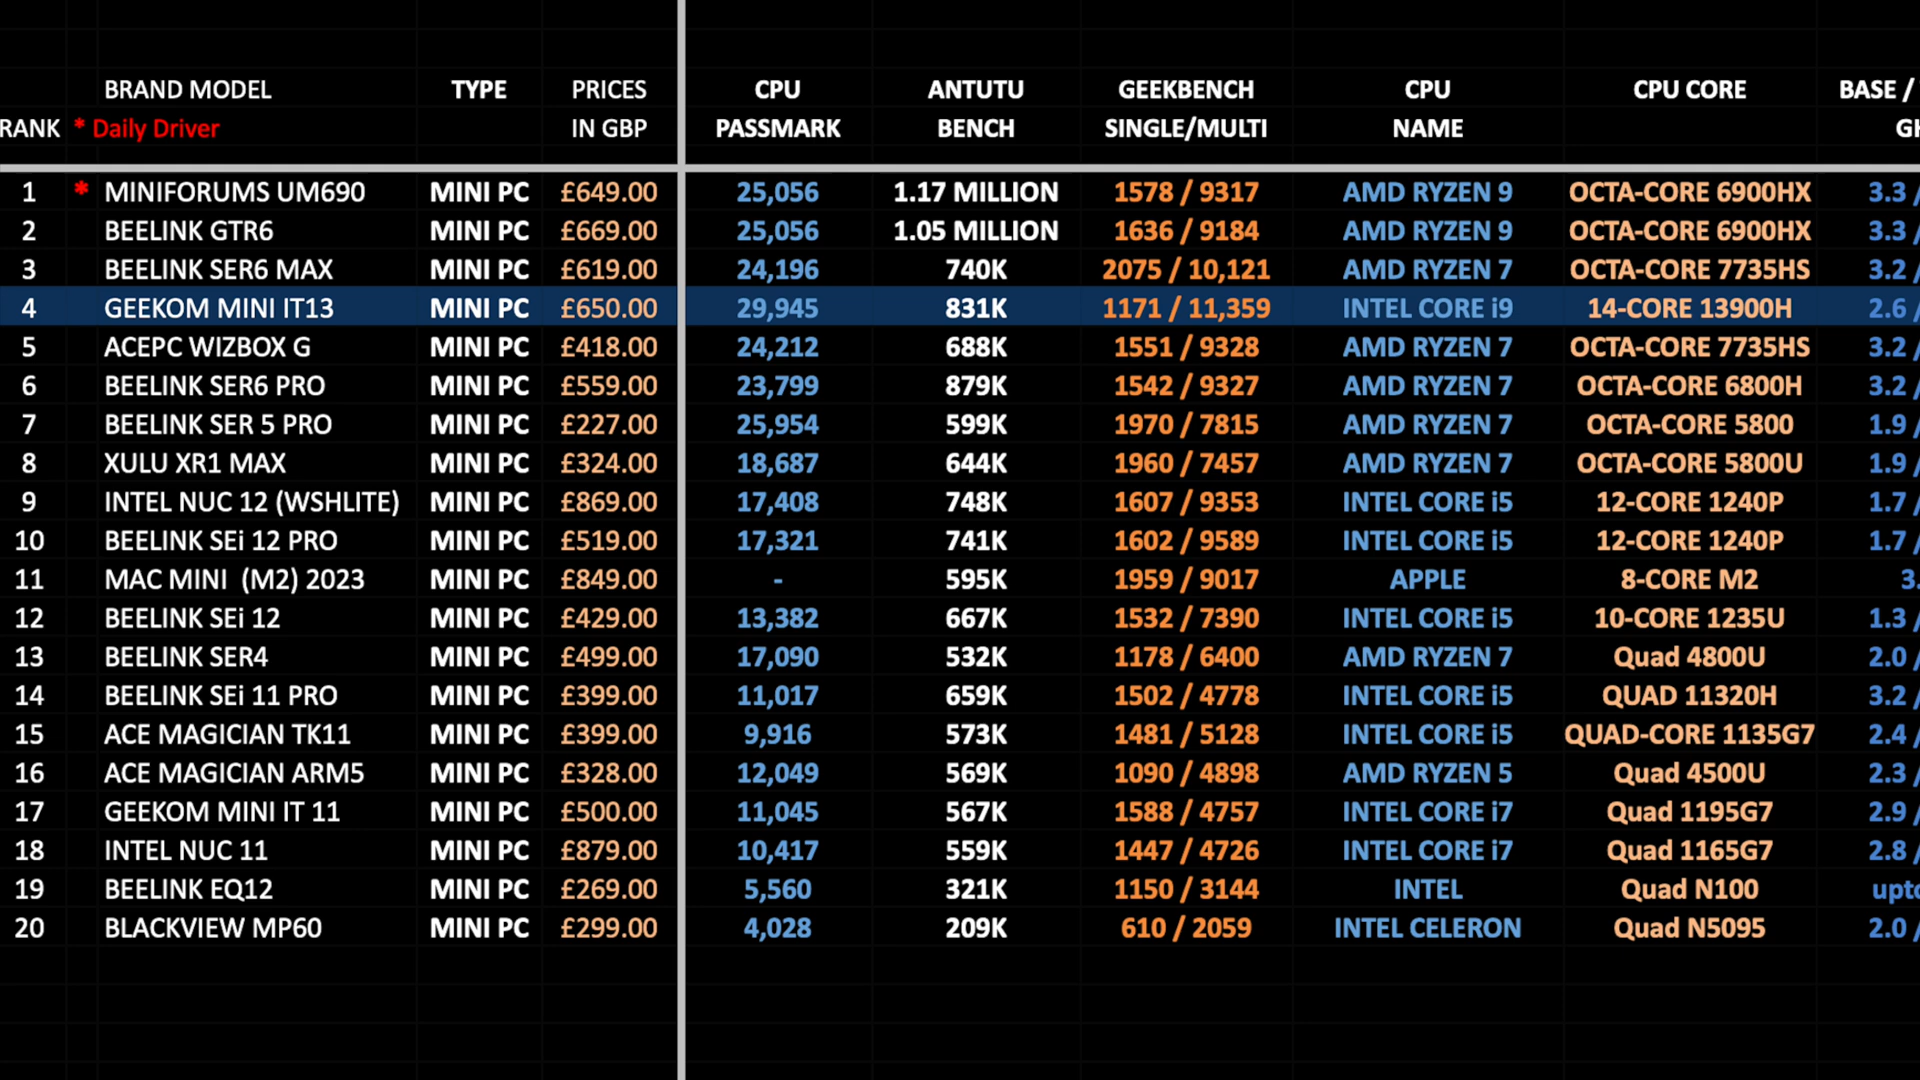 BRAND MODEL TYPE PRICES CPU ANTUTU GEEKBENCH CPU CPU CORE BASE /
RANK * Daily Driver IN GBP PASSMARK BENCH SINGLE/MULTI NAME
1 * MINIFORUMS UM690 MINI PC £649.00 25,056 1.17 MILLION 1578 / 9317 AMD RYZEN 9 OCTA-CORE 6900HX 3.3 /
2 BEELINK GTR6 MINI PC £669.00 25,056 1.05 MILLION 1636 / 9184 AMD RYZEN 9 OCTA-CORE 6900HX 3.3 /
3 BEELINK SER6 MAX MINI PC £619.00 24,196 740K 2075 / 10,121 AMD RYZEN 7 OCTA-CORE 7735HS 3.2 /
4 GEEKOM MINI IT13 MINI PC £650.00 29,945 831K 1171 / 11,359 INTEL CORE i9 14-CORE 13900H 2.6 /
5 ACEPC WIZBOX G MINI PC £418.00 24,212 688K 1551 / 9328 AMD RYZEN 7 OCTA-CORE 7735HS 3.2 /
6 BEELINK SER6 PRO MINI PC £559.00 23,799 879K 1542 / 9327 AMD RYZEN 7 OCTA-CORE 6800H 3.2 /
7 BEELINK SER 5 PRO MINI PC £227.00 25,954 599K 1970 / 7815 AMD RYZEN 7 OCTA-CORE 5800 1.9 /
8 XULU XR1 MAX MINI PC £324.00 18,687 644K 1960 / 7457 AMD RYZEN 7 OCTA-CORE 5800U 1.9 /
9 INTEL NUC 12 (WSHLITE) MINI PC £869.00 17,408 748K 1607 / 9353 INTEL CORE i5 12-CORE 1240P 1.7 /
10 BEELINK SEi 12 PRO MINI PC £519.00 17,321 741K 1602 / 9589 INTEL CORE i5 12-CORE 1240P 1.7 /
11 MAC MINI (M2) 2023 MINI PC £849.00 - 595K 1959 / 9017 APPLE 8-CORE M2 3.
12 BEELINK SEi 12 MINI PC £429.00 13,382 667K 1532 / 7390 INTEL CORE i5 10-CORE 1235U 1.3 /
13 BEELINK SER4 MINI PC £499.00 17,090 532K 1178 / 6400 AMD RYZEN 7 Quad 4800U 2.0 /
14 BEELINK SEi 11 PRO MINI PC £399.00 11,017 659K 1502 / 4778 INTEL CORE i5 QUAD 11320H 3.2 /
15 ACE MAGICIAN TK11 MINI PC £399.00 9,916 573K 1481 / 5128 INTEL CORE i5 QUAD-CORE 1135G7 2.4 /
16 ACE MAGICIAN ARM5 MINI PC £328.00 12,049 569K 1090 / 4898 AMD RYZEN 5 Quad 4500U 2.3 /
17 GEEKOM MINI IT 11 MINI PC £500.00 11,045 567K 1588 / 4757 INTEL CORE i7 Quad 1195G7 2.9 /
18 INTEL NUC 11 MINI PC £879.00 10,417 559K 1447 / 4726 INTEL CORE i7 Quad 1165G7 2.8 /
19 BEELINK EQ12 MINI PC £269.00 5,560 321K 1150 / 3144 INTEL Quad N100
20 BLACKVIEW MP60 MINI PC £299.00 4,028 209K 610 / 2059 INTEL CELERON Quad N5095 2.0 /